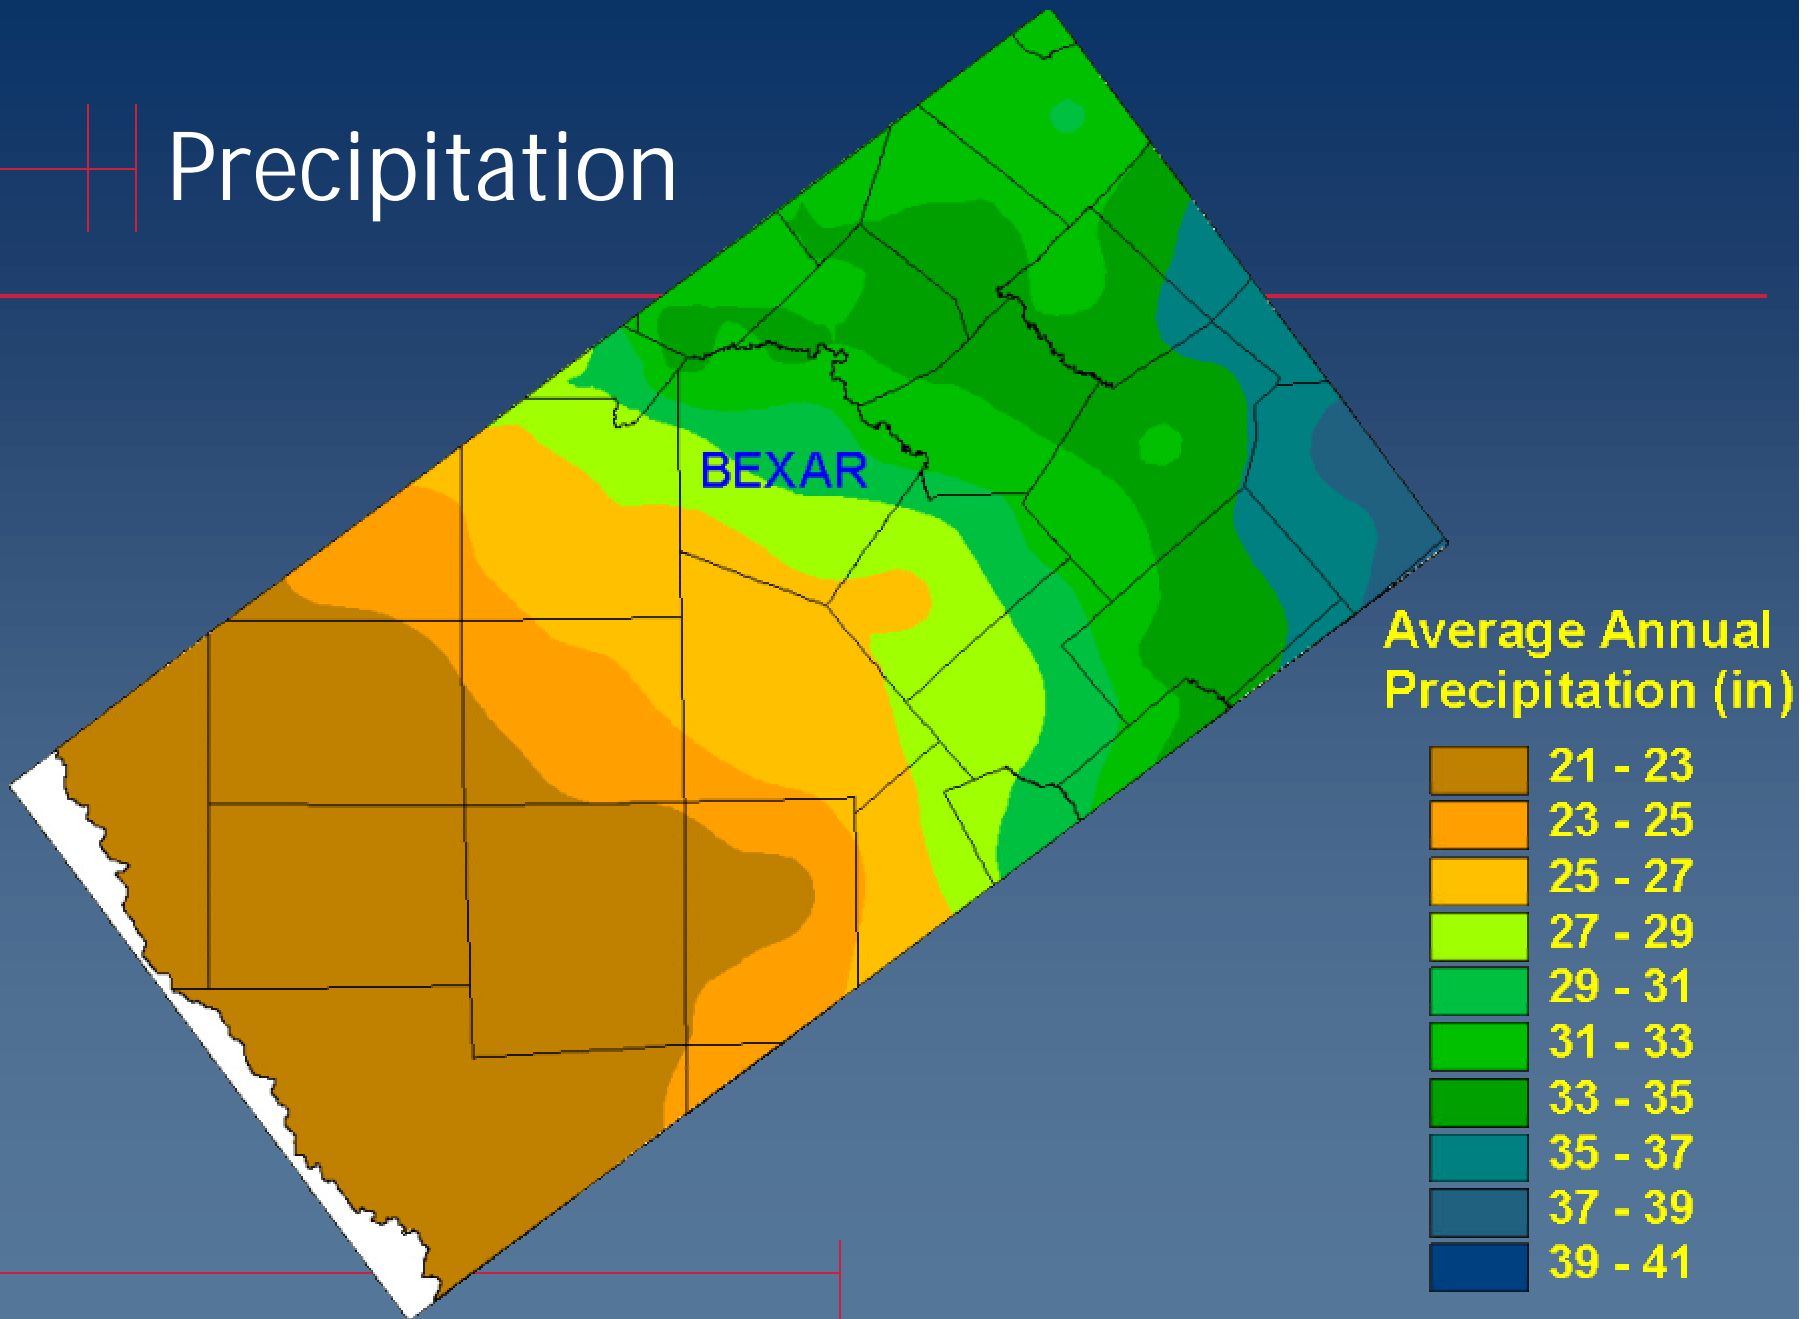 Precipitation
BEXAR
Average Annual
Precipitation (in)
21 - 23
23 - 25
25 - 27
27 - 29
29 - 31
31 - 33
33 - 35
35 - 37
37 - 39
39 - 41